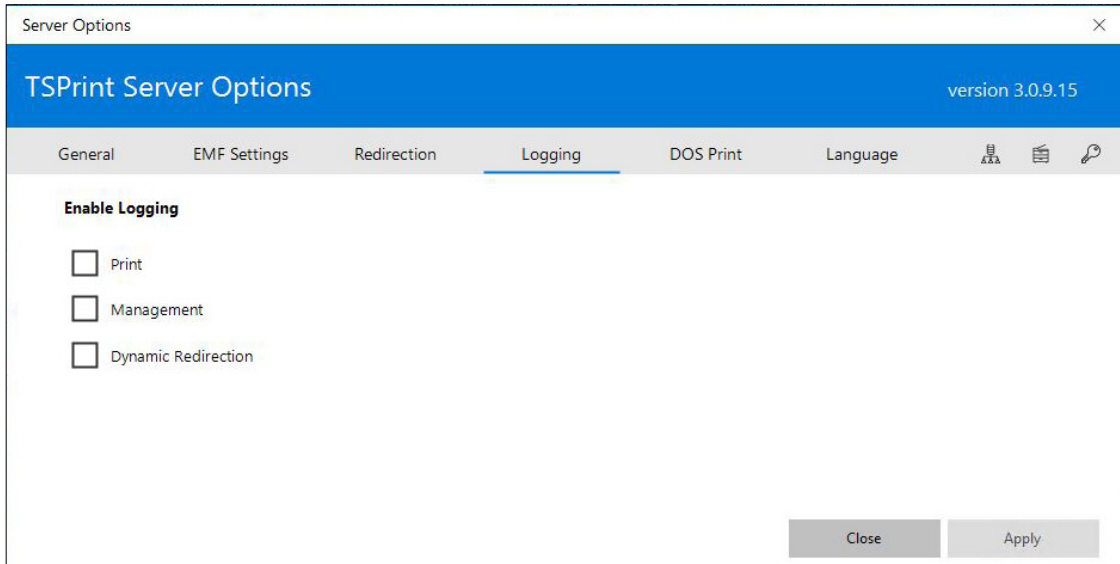 Server Options
TSPrint Server Options
version 3.0.9.15
General EMF Settings Redirection Logging DOS Print Language
Enable Logging
Print
Management
Dynamic Redirection
Close Apply